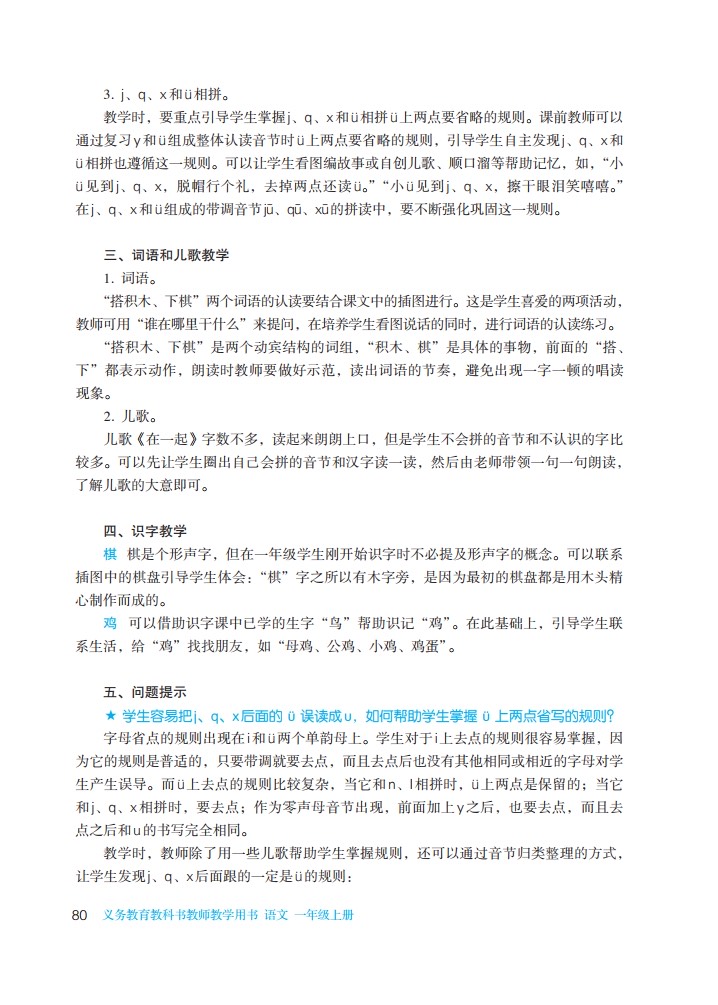 3. j、q、x和ü相拼。
教学时，要重点引导学生掌握j、q、x和ü相拼ü上两点要省略的规则。课前教师可以
通过复习y和ü组成整体认读音节时ü上两点要省略的规则，引导学生自主发现j、q、x和
ü相拼也遵循这一规则。可以让学生看图编故事或自创儿歌、顺口溜等帮助记忆，如，“小
ü见到j、q、x，脱帽行个礼，去掉两点还读ü。”“小ü见到j、q、x，擦干眼泪笑嘻嘻。”
在j、q、x和ü组成的带调音节jū、qū、xū的拼读中，要不断强化巩固这一规则。
三、词语和儿歌教学
1. 词语。
“搭积木、下棋”两个词语的认读要结合课文中的插图进行。这是学生喜爱的两项活动，
教师可用“谁在哪里干什么”来提问，在培养学生看图说话的同时，进行词语的认读练习。
“搭积木、下棋”是两个动宾结构的词组，“积木、棋”是具体的事物，前面的“搭、
下”都表示动作，朗读时教师要做好示范，读出词语的节奏，避免出现一字一顿的唱读
现象。
2. 儿歌。
儿歌《在一起》字数不多，读起来朗朗上口，但是学生不会拼的音节和不认识的字比
较多。可以先让学生圈出自己会拼的音节和汉字读一读，然后由老师带领一句一句朗读，
了解儿歌的大意即可。
四、识字教学
棋 棋是个形声字，但在一年级学生刚开始识字时不必提及形声字的概念。可以联系
插图中的棋盘引导学生体会：“棋”字之所以有木字旁，是因为最初的棋盘都是用木头精
心制作而成的。
鸡 可以借助识字课中已学的生字“鸟”帮助识记“鸡”。在此基础上，引导学生联
系生活，给“鸡”找找朋友，如“母鸡、公鸡、小鸡、鸡蛋”。
五、问题提示
★ 学生容易把j、q、x后面的 ü 误读成u，如何帮助学生掌握 ü 上两点省写的规则？
字母省点的规则出现在i和ü两个单韵母上。学生对于i上去点的规则很容易掌握，因
为它的规则是普适的，只要带调就要去点，而且去点后也没有其他相同或相近的字母对学
生产生误导。而ü上去点的规则比较复杂，当它和n、l相拼时，ü上两点是保留的；当它
和j、q、x相拼时，要去点；作为零声母音节出现，前面加上y之后，也要去点，而且去
点之后和u的书写完全相同。
教学时，教师除了用一些儿歌帮助学生掌握规则，还可以通过音节归类整理的方式，
让学生发现j、q、x后面跟的一定是ü的规则：
80 义务教育教科书教师教学用书 语文 一年级上册